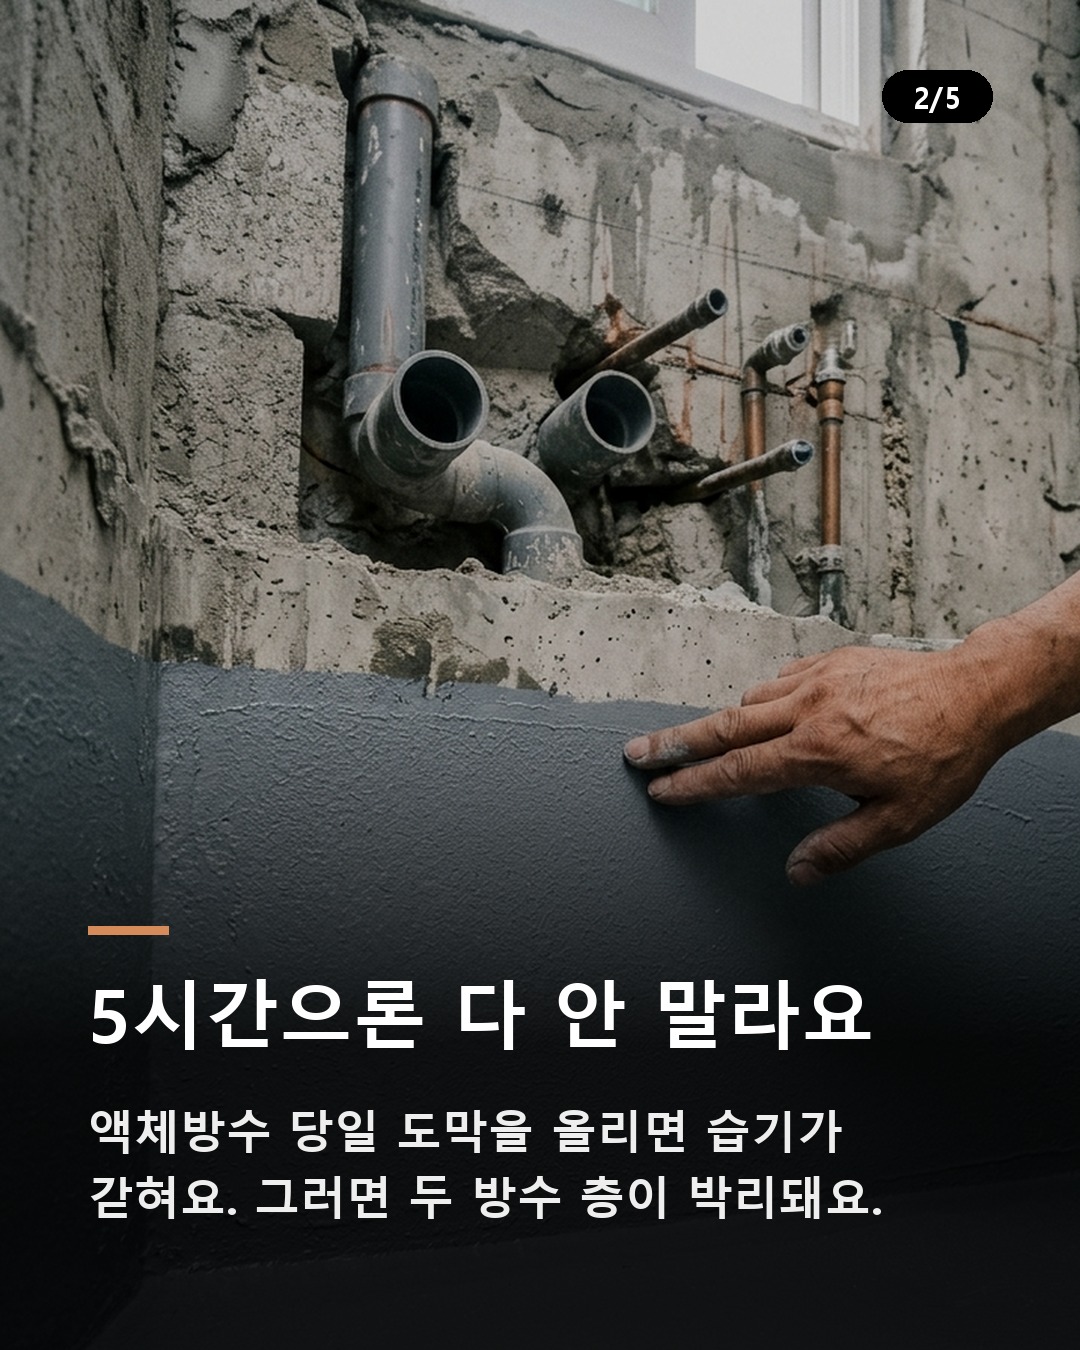 2/5
5시간으론 다 안 말라요
액체방수 당일 도막을 올리면 습기가
갇혀요. 그러면 두 방수 층이 박리돼요.